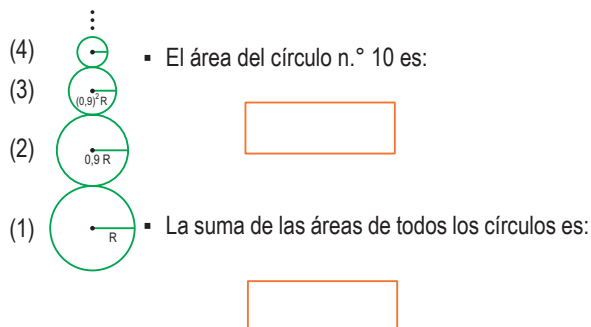 (4)
▪ El área del círculo n.° 10 es:
(3)
(0,9)²R
(2)
0,9 R
(1)
R
▪ La suma de las áreas de todos los círculos es: